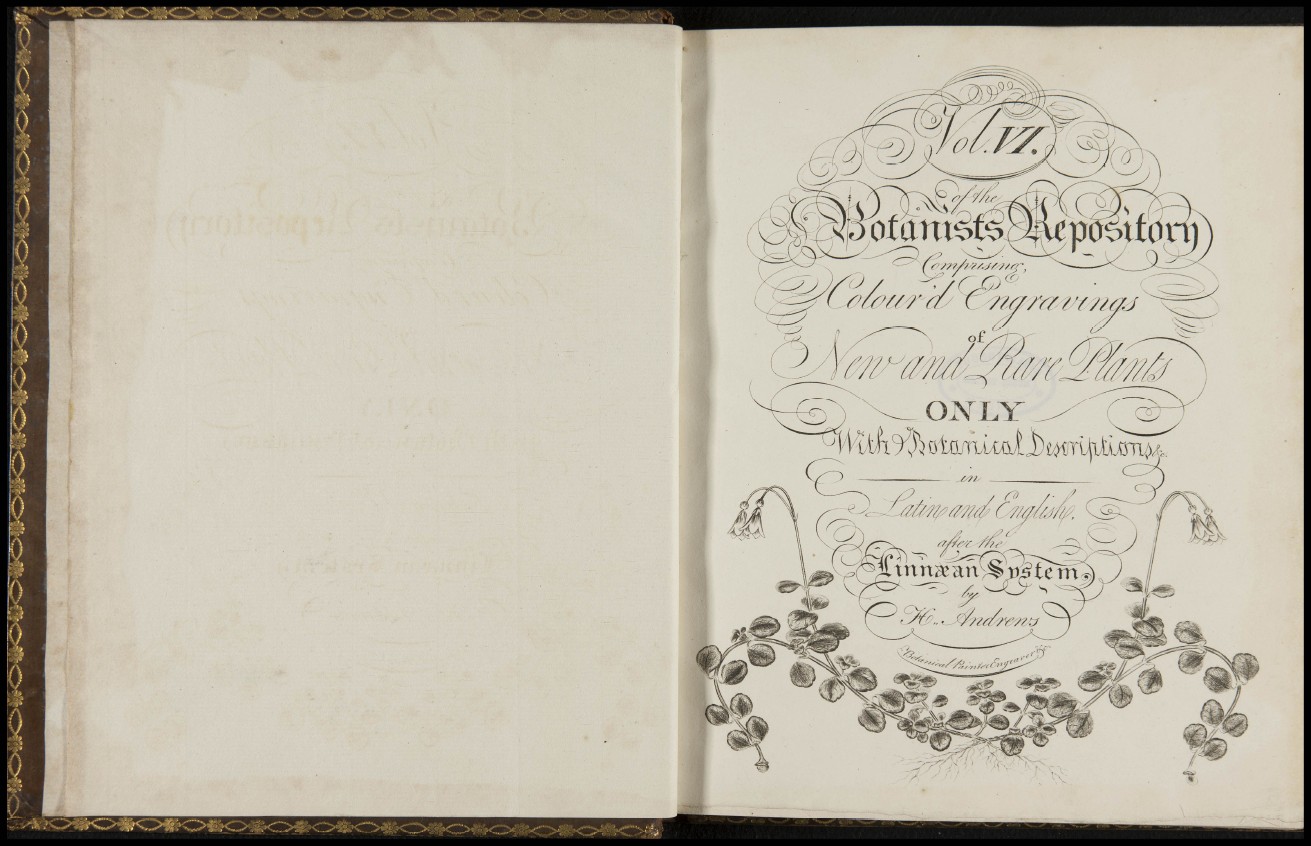 Vol. VI.
of the
Botanists Repository
Comprising,
Colour'd Engravings
of
New and Rare Plants
ONLY
With Botanical Descriptions &c.
in
Latin and English,
after the
Linnæan System,
by
H. Andrews
Botanical Painter Engraver &c.